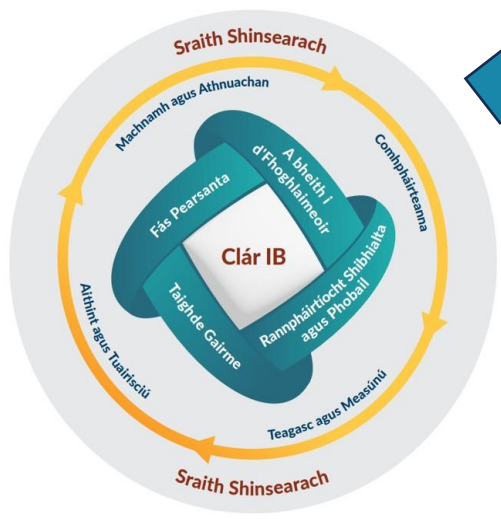 Sraith Shinsearach
Machnamh agus Athnuachan
Comhpháirteanna
A bheith i
d'Fhoghlaimeoir
Fás Pearsanta
Clár IB
Rannpháirtíocht Shibhialta
agus Phobail
Taighde Gairme
Aithint agus Tuairisciú
Teagasc agus Measúnú
Sraith Shinsearach